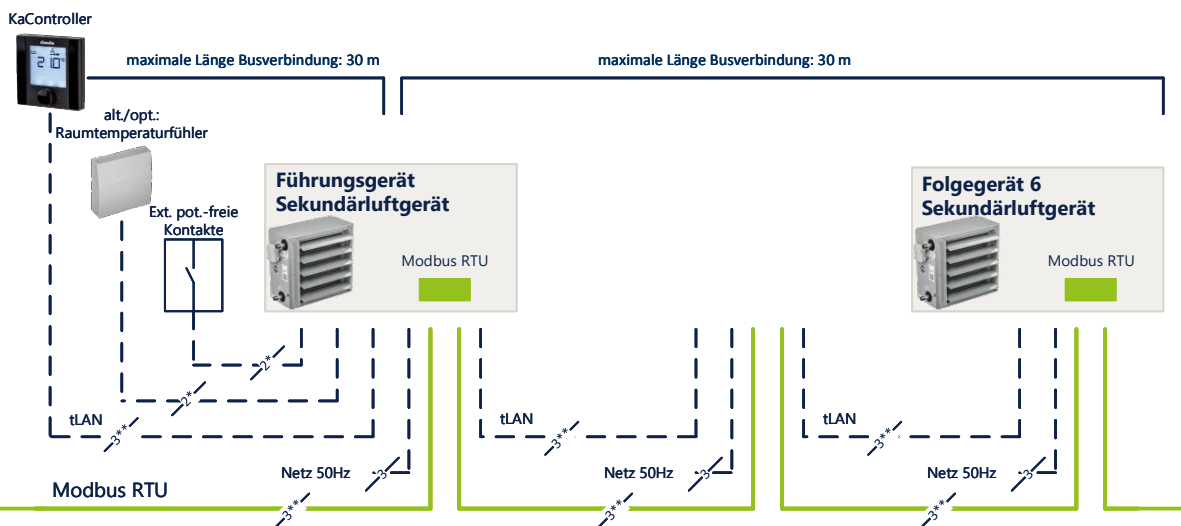 KaController
maximale Länge Busverbindung: 30 m
maximale Länge Busverbindung: 30 m
alt./opt.:
Raumtemperaturfühler
Ext. pot.-freie
Kontakte
Führungsgerät
Sekundärluftgerät
Modbus RTU
Folgegerät 6
Sekundärluftgerät
Modbus RTU
2*
2*
tLAN
3**
tLAN
3**
tLAN
3**
Netz 50Hz
3
Netz 50Hz
3
Netz 50Hz
3
Modbus RTU
3**
3**
3**